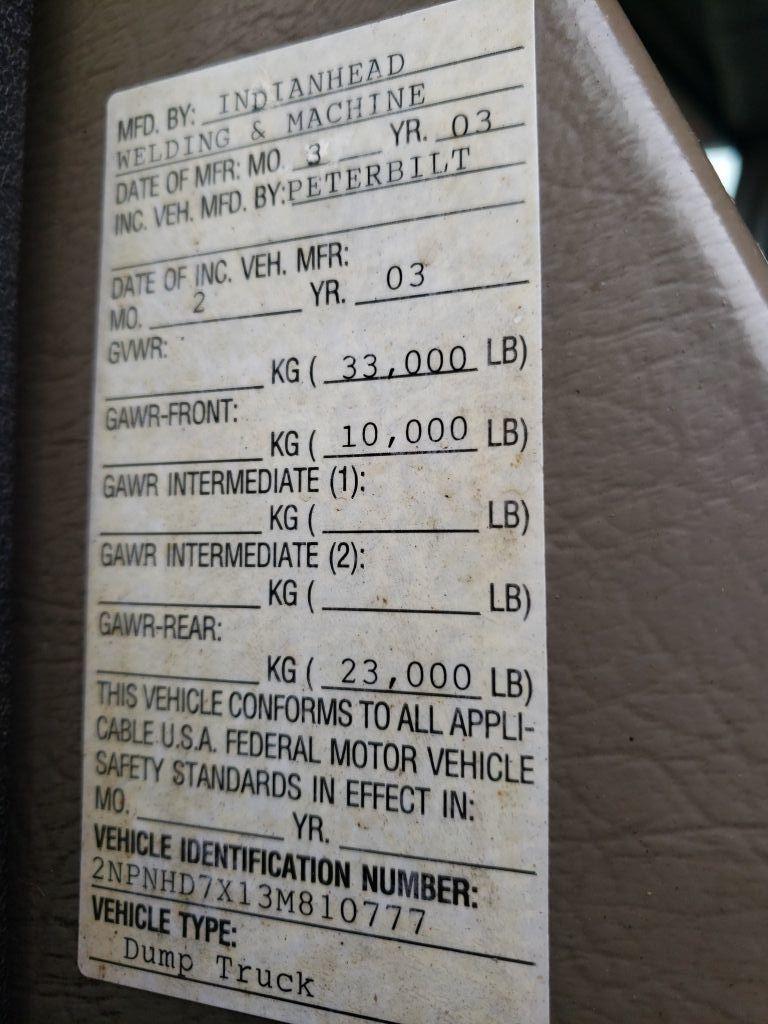 MFD. BY: INDIANHEAD
WELDING & MACHINE
DATE OF MFR: MO. 3 YR. 03
INC. VEH. MFD. BY: PETERBILT
DATE OF INC. VEH. MFR:
MO. 2 YR. 03
GVWR:
KG ( 33,000 LB)
GAWR-FRONT:
KG ( 10,000 LB)
GAWR INTERMEDIATE (1):
KG ( LB)
GAWR INTERMEDIATE (2):
KG ( LB)
GAWR-REAR:
KG ( 23,000 LB)
THIS VEHICLE CONFORMS TO ALL APPLI-
CABLE U.S.A. FEDERAL MOTOR VEHICLE
SAFETY STANDARDS IN EFFECT IN:
MO. YR.
VEHICLE IDENTIFICATION NUMBER:
2NPNHD7X13M810777
VEHICLE TYPE:
Dump Truck